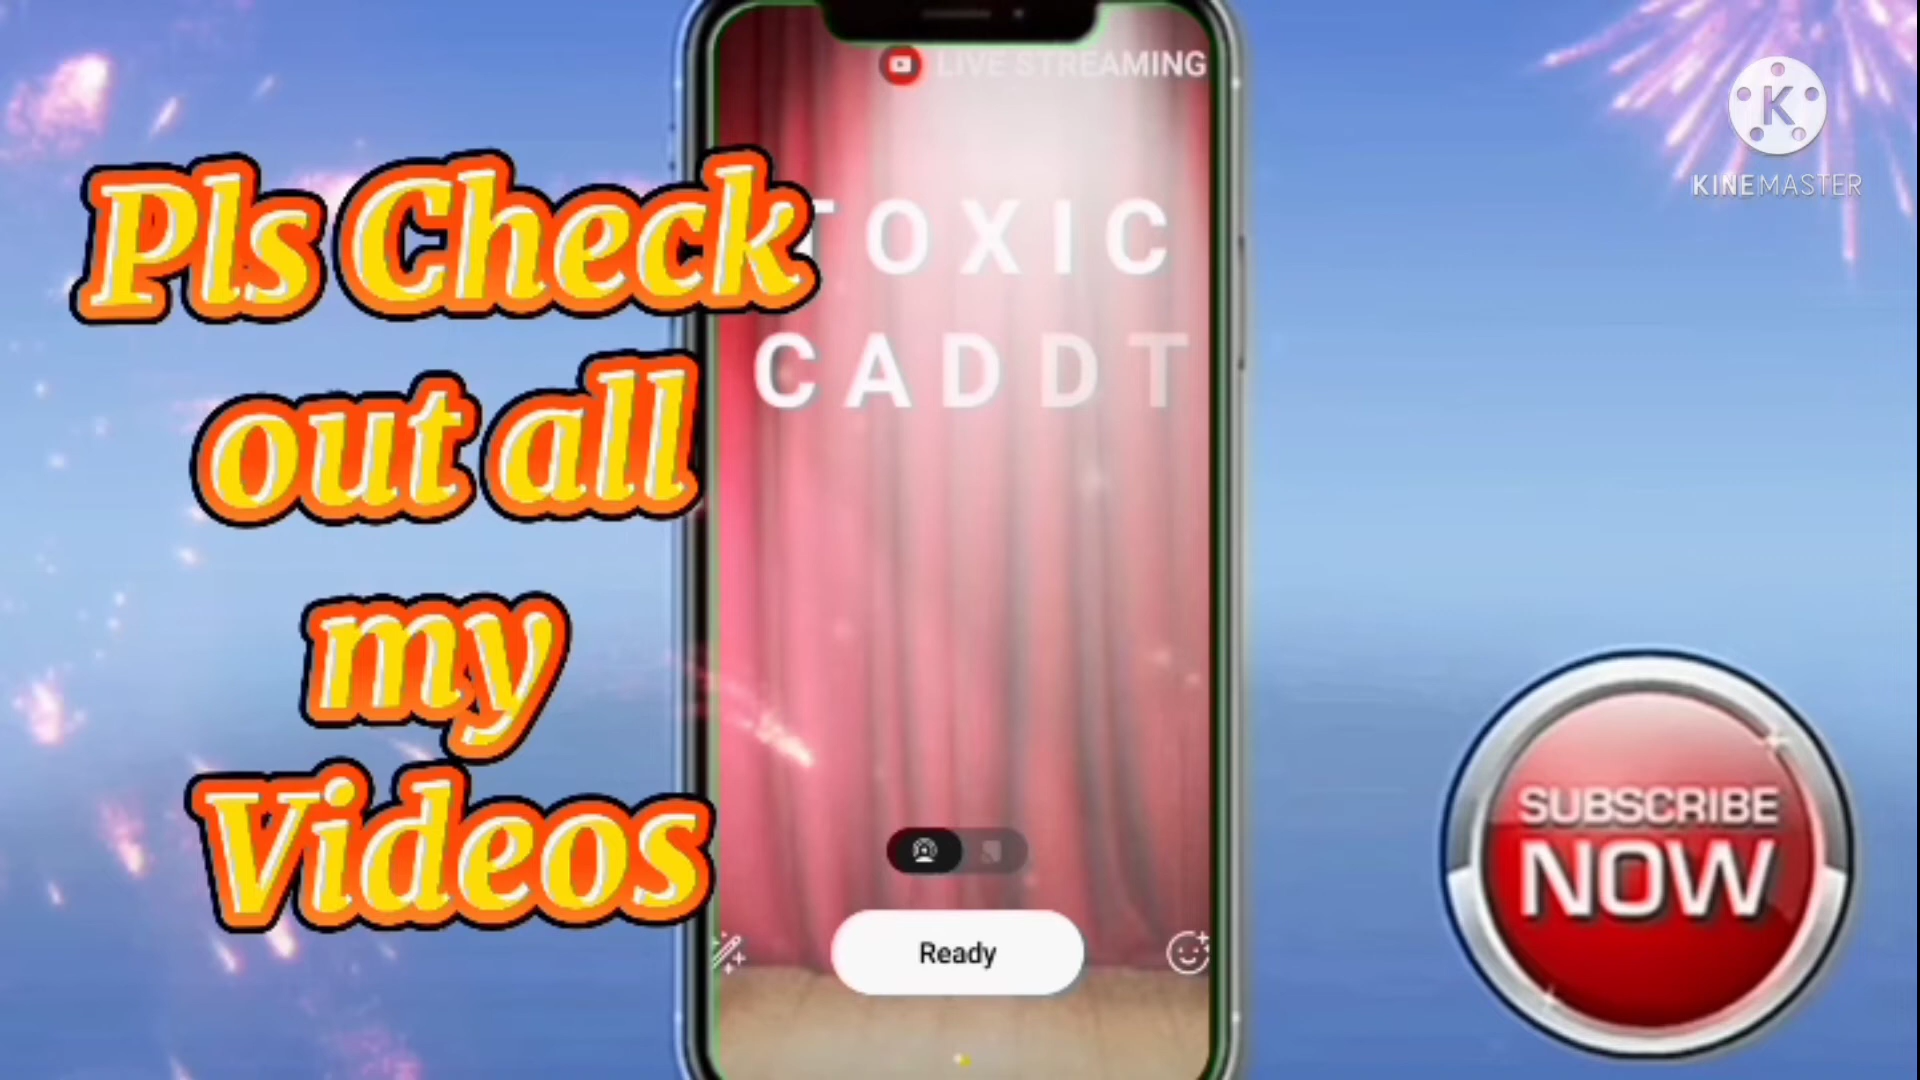 LIVE STREAMING
KINEMASTER
Pls Check
out all
my
Videos
TOXIC
CADDT
SUBSCRIBE
NOW
Ready